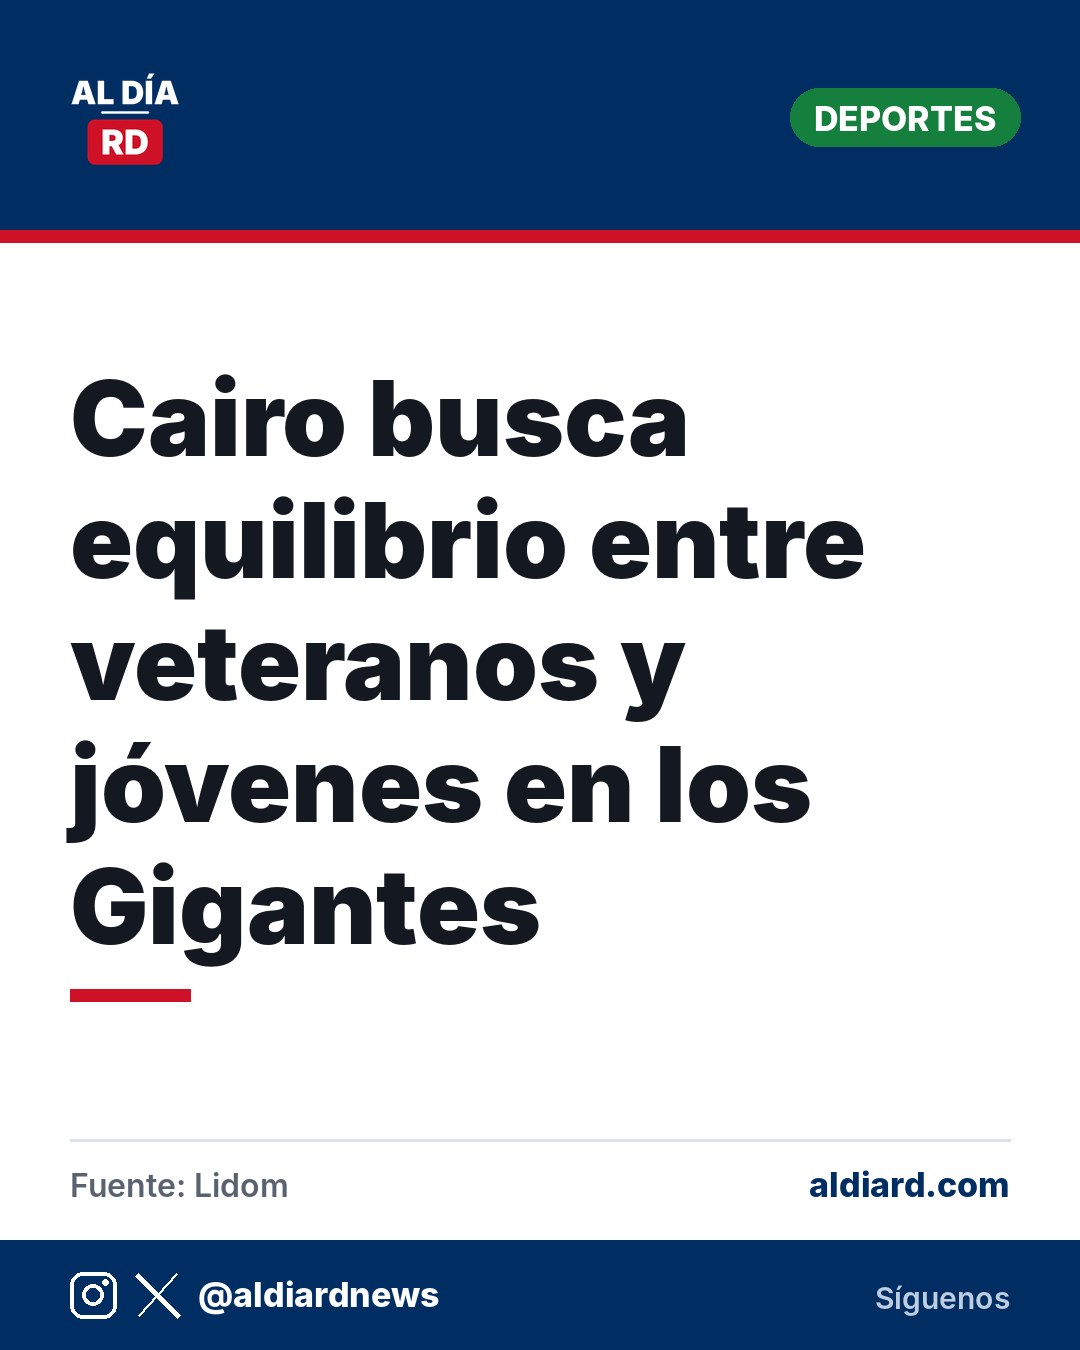 AL DÍA
RD
DEPORTES
Cairo busca
equilibrio entre
veteranos y
jóvenes en los
Gigantes
Fuente: Lidom
aldiard.com
@aldiardnews
Síguenos